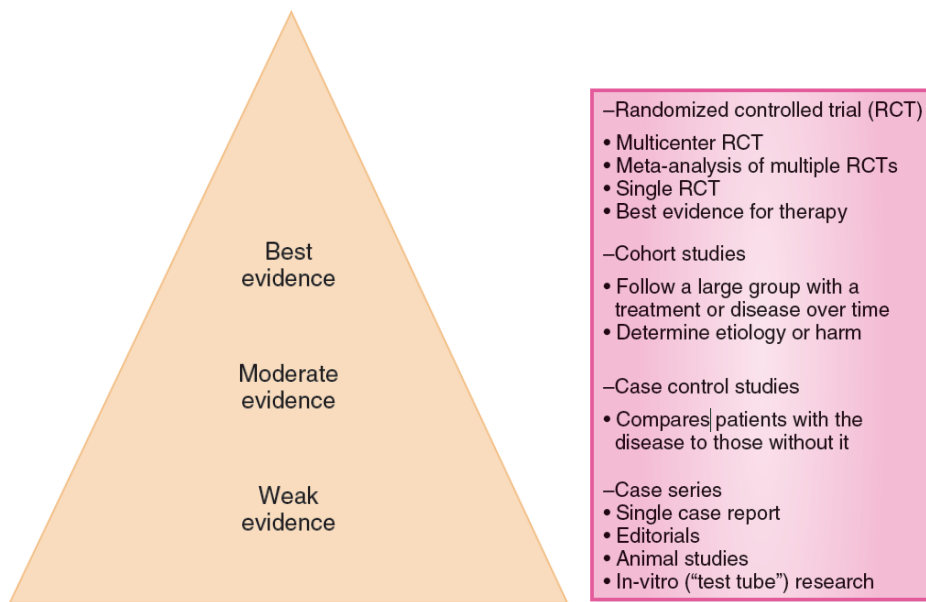 Best
evidence
Moderate
evidence
Weak
evidence
–Randomized controlled trial (RCT)
• Multicenter RCT
• Meta-analysis of multiple RCTs
• Single RCT
• Best evidence for therapy
–Cohort studies
• Follow a large group with a
treatment or disease over time
• Determine etiology or harm
–Case control studies
• Compares patients with the
disease to those without it
–Case series
• Single case report
• Editorials
• Animal studies
• In-vitro (“test tube”) research